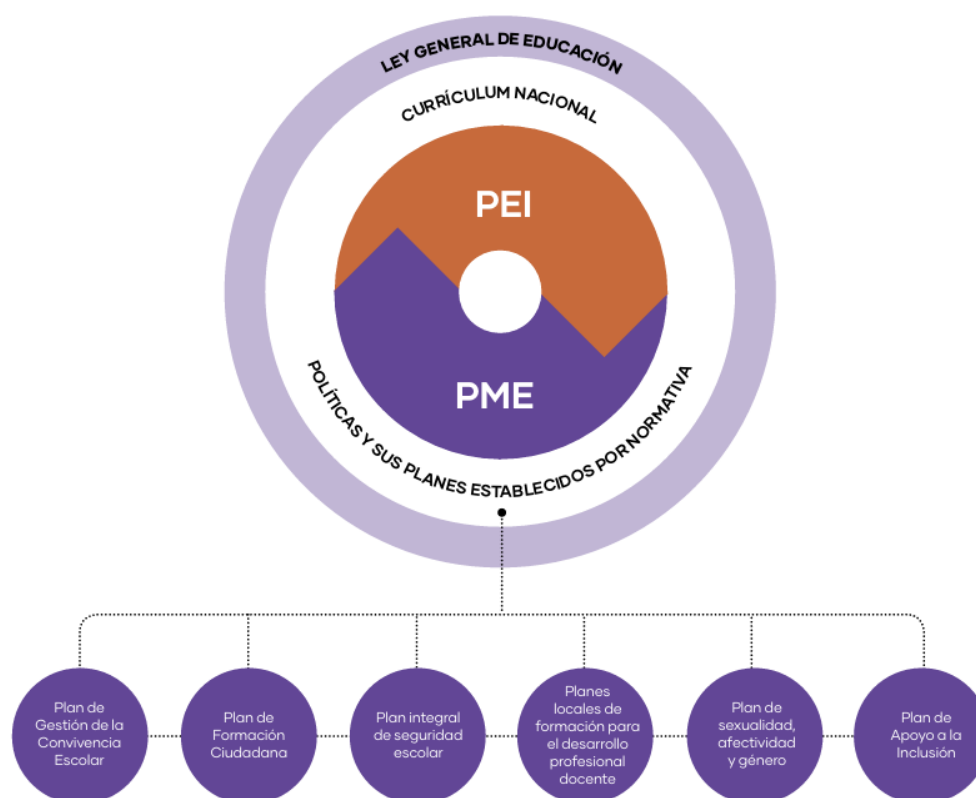 LEY GENERAL DE EDUCACIÓN
CURRÍCULUM NACIONAL
PEI
PME
POLÍTICAS Y SUS PLANES ESTABLECIDOS POR NORMATIVA
Plan de
Gestión de la
Convivencia
Escolar
Plan de
Formación
Ciudadana
Plan integral
de seguridad
escolar
Planes
locales de
formación para
el desarrollo
profesional
docente
Plan de
sexualidad,
afectividad
y género
Plan de
Apoyo a la
Inclusión